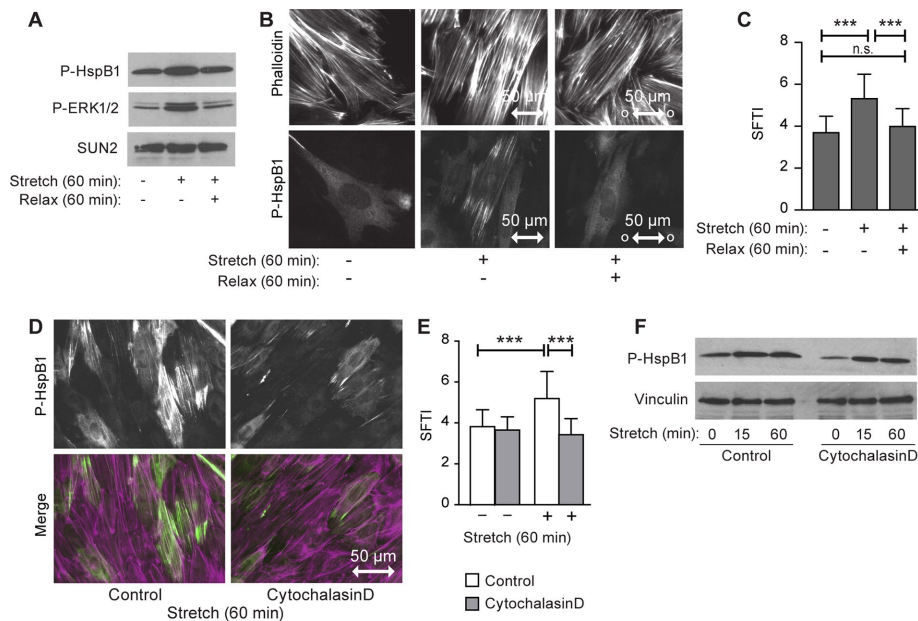 A
P-HspB1
P-ERK1/2
SUN2
Stretch (60 min): - + +
Relax (60 min): - - +
B
Phalloidin
50 µm
50 µm
o o
P-HspB1
50 µm
50 µm
o o
Stretch (60 min): - + +
Relax (60 min): - - +
C
*** ***
n.s.
SFTI
8
6
4
2
0
Stretch (60 min): - + +
Relax (60 min): - - +
D
P-HspB1
Merge
50 µm
Control CytochalasinD
Stretch (60 min)
E
*** ***
SFTI
8
6
4
2
0
– – + +
Stretch (60 min)
Control
CytochalasinD
F
P-HspB1
Vinculin
Stretch (min): 0 15 60 0 15 60
Control CytochalasinD